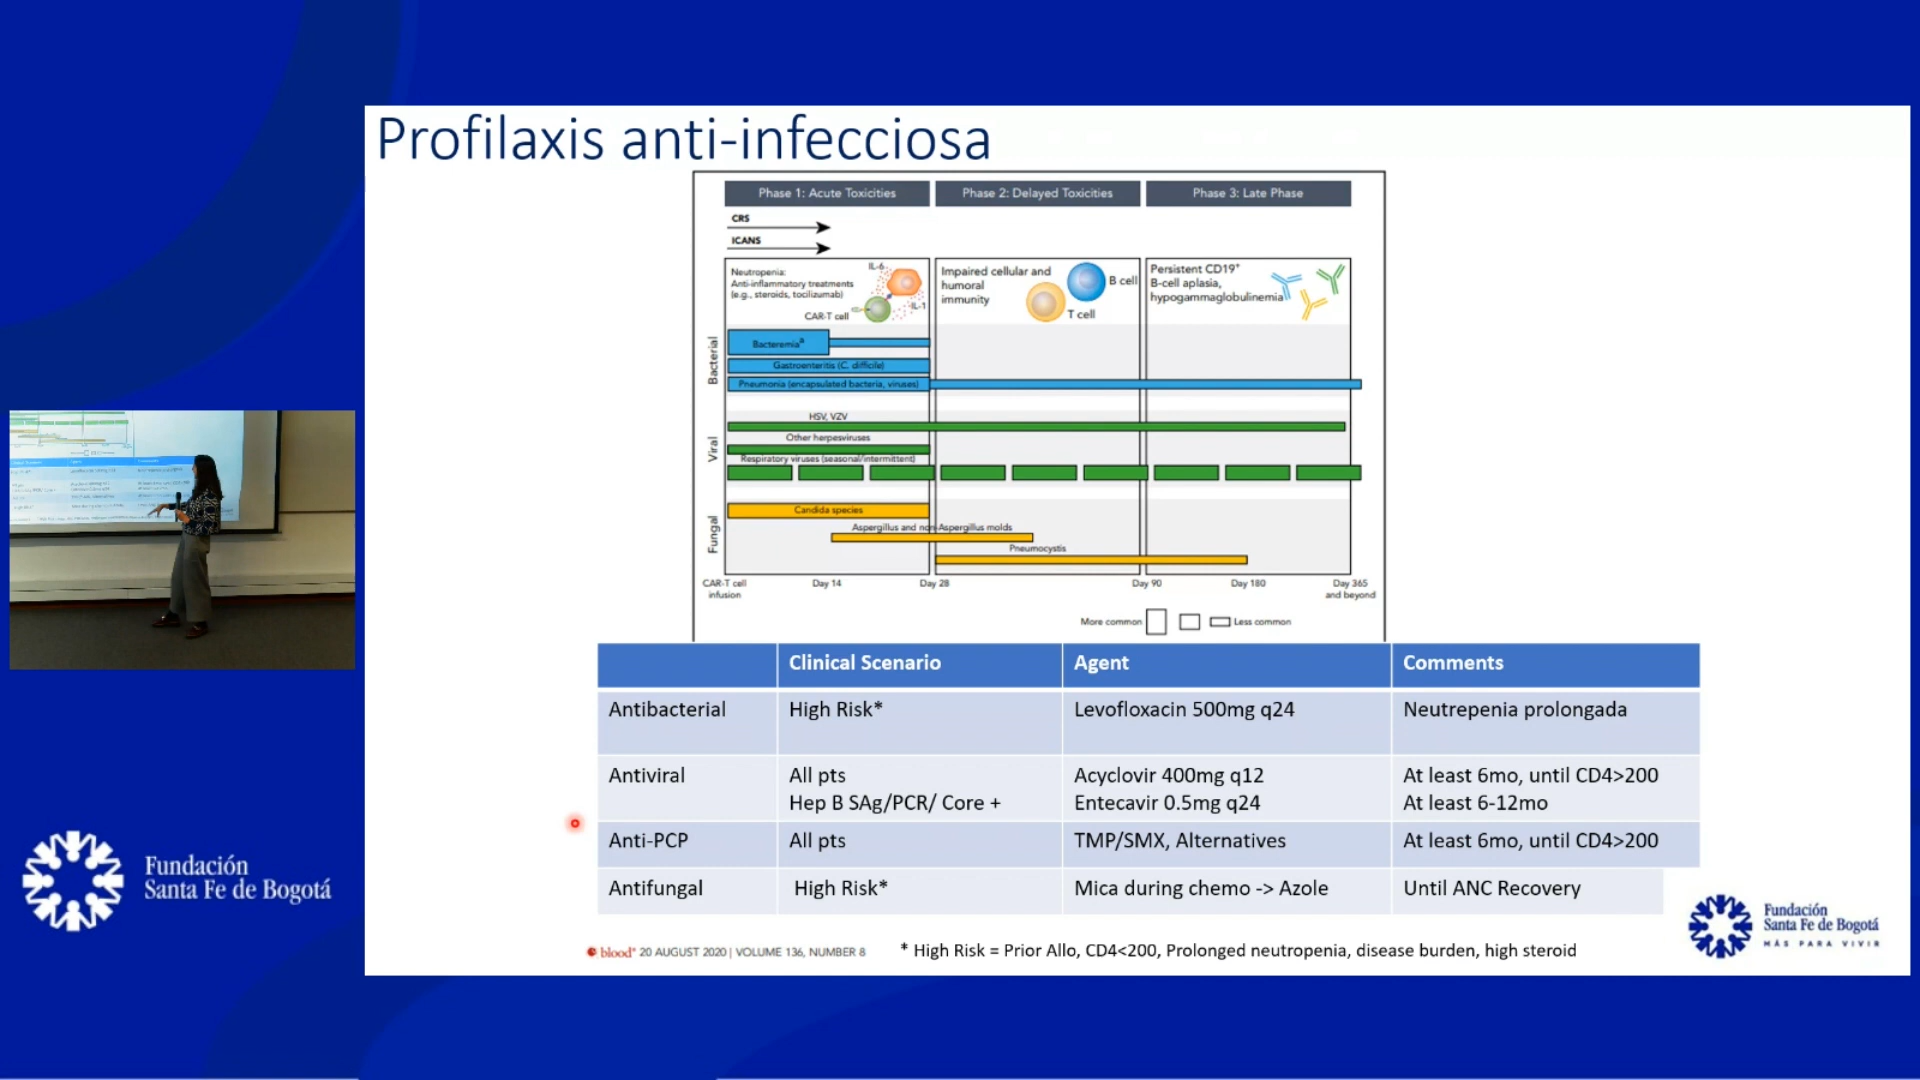 Profilaxis anti-infecciosa
Phase 1: Acute Toxicities
Phase 2: Delayed Toxicities
Phase 3: Late Phase
CRS
ICANS
Neutropenia:
Anti-inflammatory treatments
(e.g., steroids, tocilizumab)
IL-6
IL-1
CAR-T cell
Impaired cellular and
humoral
immunity
B cell
T cell
Persistent CD19⁺
B-cell aplasia,
hypogammaglobulinemia
Bacterial
Bacteremiaᵃ
Gastroenteritis (C. difficile)
Pneumonia (encapsulated bacteria, viruses)
Viral
HSV, VZV
Other herpesviruses
Respiratory viruses (seasonal/intermittent)
Fungal
Candida species
Aspergillus and non-Aspergillus molds
Pneumocystis
CAR-T cell
infusion
Day 14
Day 28
Day 90
Day 180
Day 365
and beyond
More common
Less common
Clinical Scenario
Agent
Comments
Antibacterial
High Risk*
Levofloxacin 500mg q24
Neutrepenia prolongada
Antiviral
All pts
Hep B SAg/PCR/ Core +
Acyclovir 400mg q12
Entecavir 0.5mg q24
At least 6mo, until CD4>200
At least 6-12mo
Anti-PCP
All pts
TMP/SMX, Alternatives
At least 6mo, until CD4>200
Antifungal
High Risk*
Mica during chemo -> Azole
Until ANC Recovery
blood® 20 AUGUST 2020 | VOLUME 136, NUMBER 8
* High Risk = Prior Allo, CD4<200, Prolonged neutropenia, disease burden, high steroid
Fundación
Santa Fe de Bogotá
MÁS PARA VIVIR
Fundación
Santa Fe de Bogotá